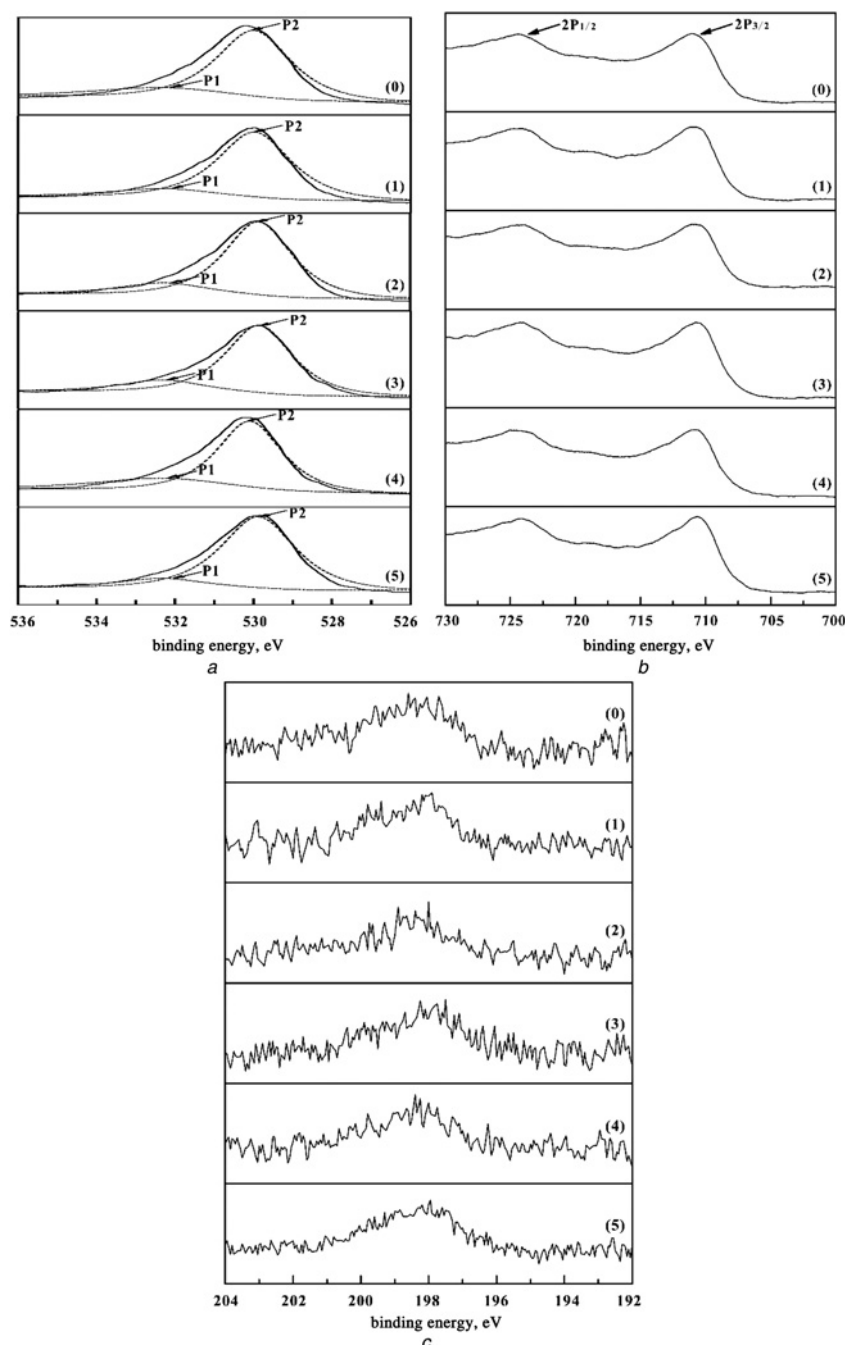 P2
P1
(0)
P2
P1
(1)
P2
P1
(2)
P2
P1
(3)
P2
P1
(4)
P2
P1
(5)
536 534 532 530 528 526
binding energy, eV
a
2P1/2 2P3/2
(0)
(1)
(2)
(3)
(4)
(5)
730 725 720 715 710 705 700
binding energy, eV
b
(0)
(1)
(2)
(3)
(4)
(5)
204 202 200 198 196 194 192
binding energy, eV
c